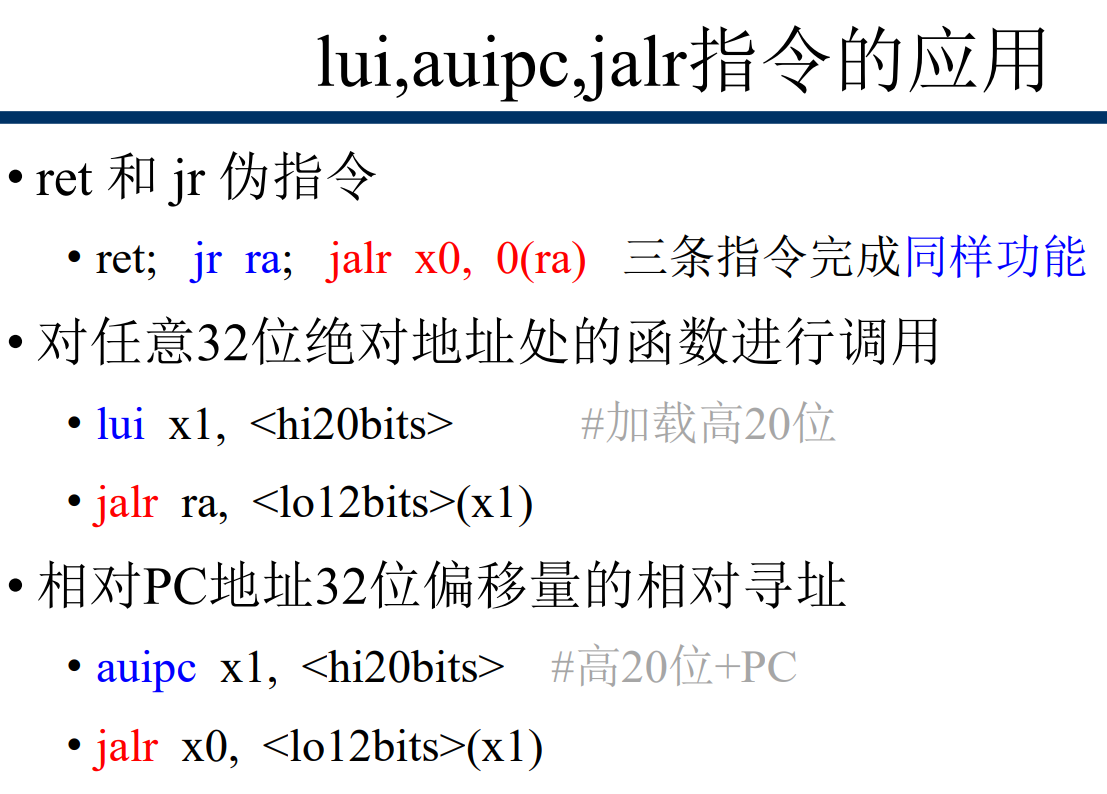 lui,auipc,jalr指令的应用
• ret 和 jr 伪指令
• ret; jr ra; jalr x0, 0(ra) 三条指令完成同样功能
• 对任意32位绝对地址处的函数进行调用
• lui x1, <hi20bits> #加载高20位
• jalr ra, <lo12bits>(x1)
• 相对PC地址32位偏移量的相对寻址
• auipc x1, <hi20bits> #高20位+PC
• jalr x0, <lo12bits>(x1)